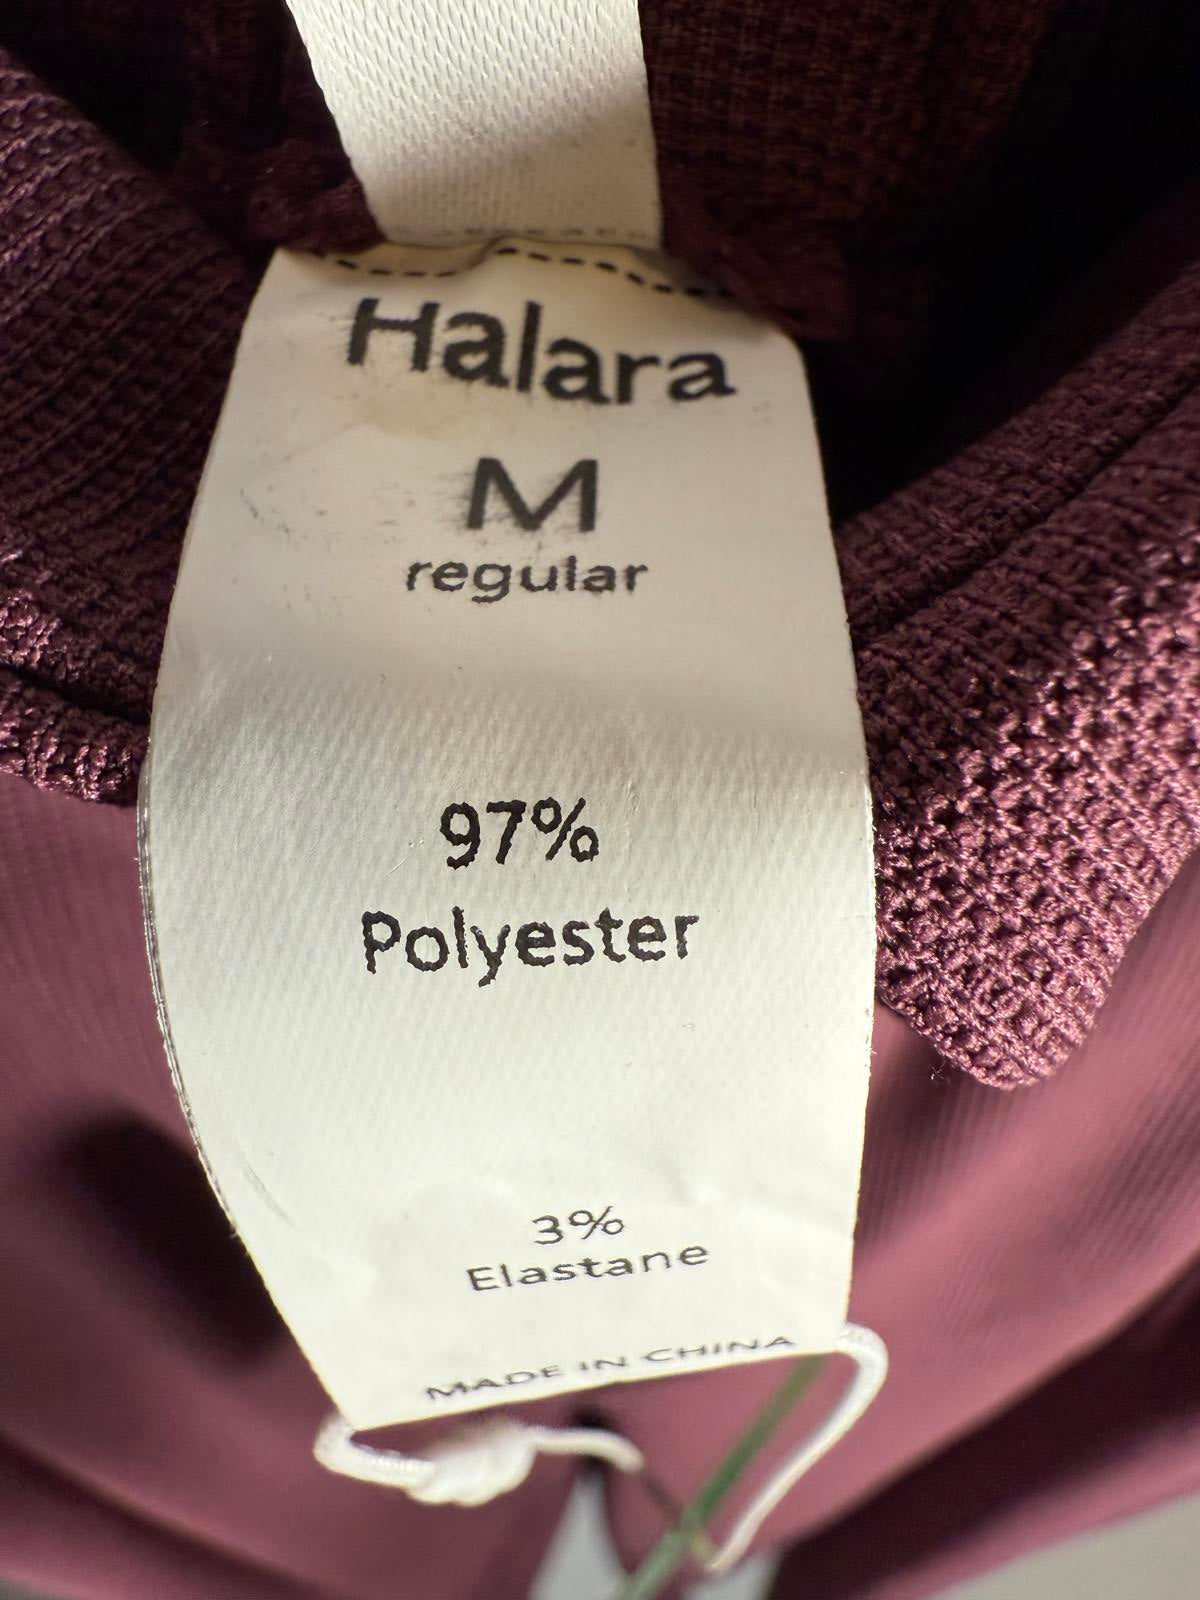 Halara
M
regular
97%
Polyester
3%
Elastane
MADE IN CHINA